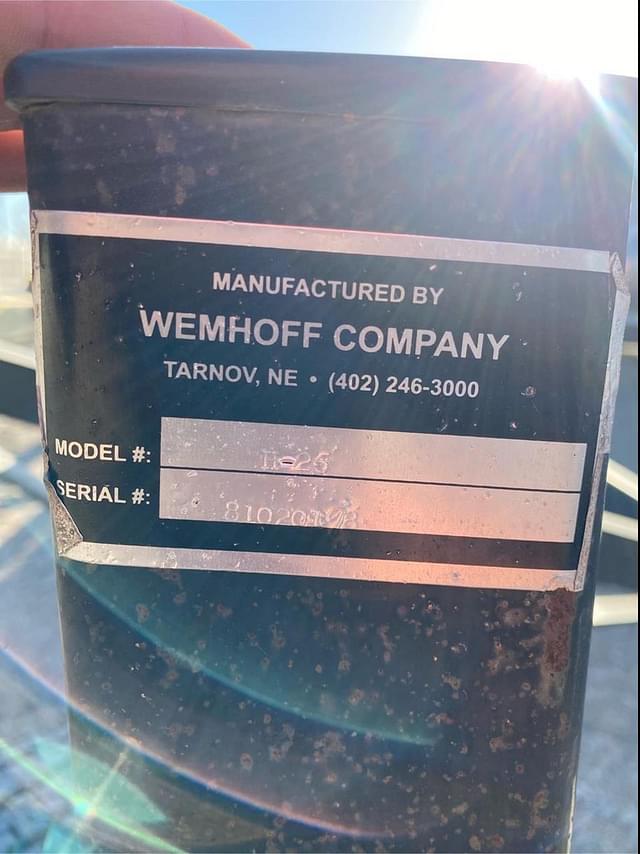 MANUFACTURED BY
WEMHOFF COMPANY
TARNOV, NE • (402) 246-3000
MODEL #:
SERIAL #: